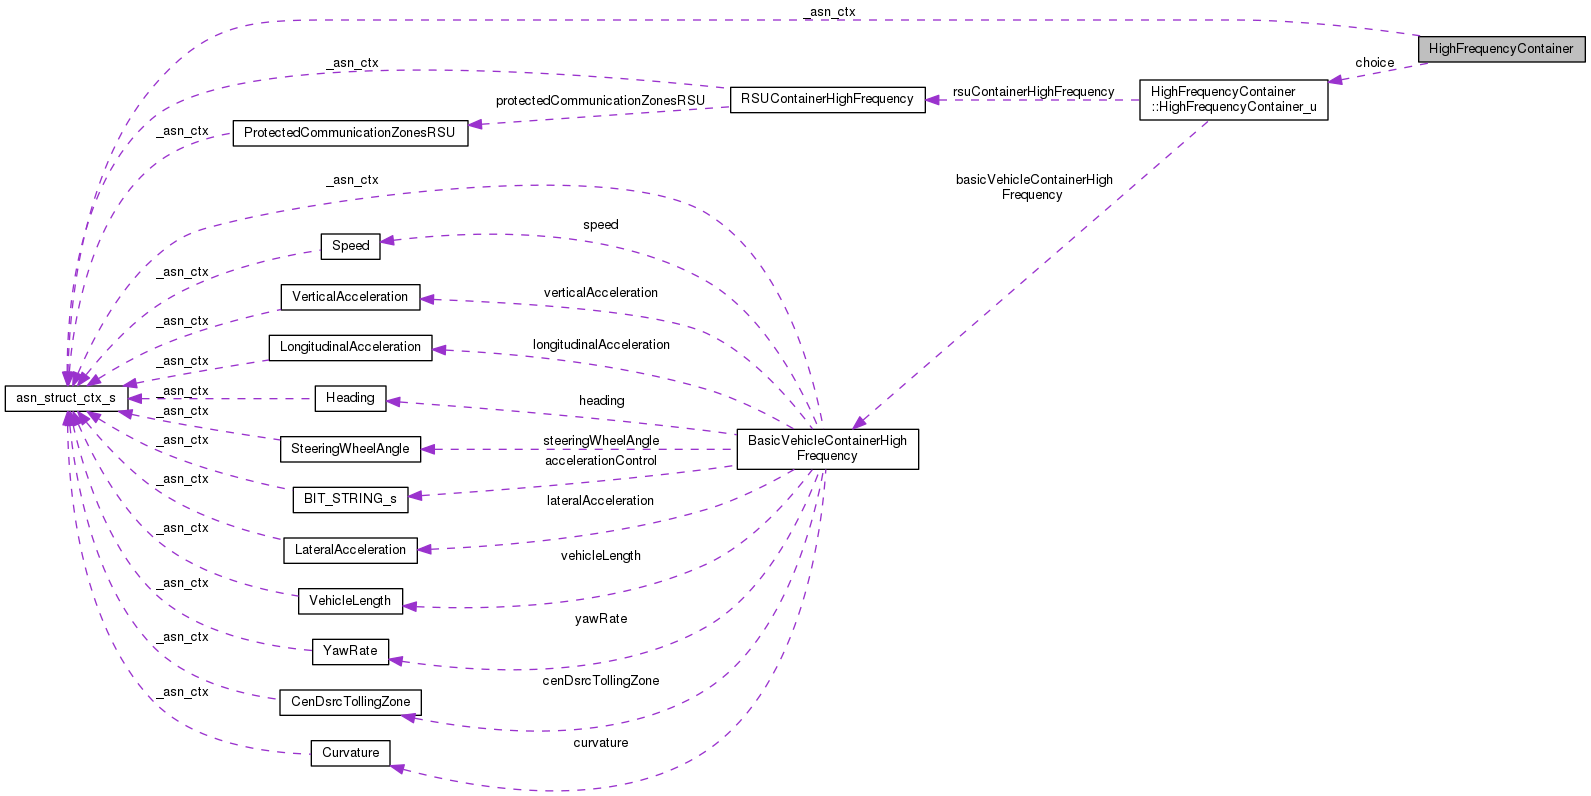 _asn_ctx
HighFrequencyContainer
choice
_asn_ctx
HighFrequencyContainer
::HighFrequencyContainer_u
rsuContainerHighFrequency
RSUContainerHighFrequency
protectedCommunicationZonesRSU
ProtectedCommunicationZonesRSU
_asn_ctx
_asn_ctx
basicVehicleContainerHigh
Frequency
speed
Speed
_asn_ctx
verticalAcceleration
VerticalAcceleration
_asn_ctx
longitudinalAcceleration
LongitudinalAcceleration
_asn_ctx
asn_struct_ctx_s
_asn_ctx
Heading
heading
_asn_ctx
SteeringWheelAngle
steeringWheelAngle
BasicVehicleContainerHigh
Frequency
accelerationControl
_asn_ctx
BIT_STRING_s
_asn_ctx
lateralAcceleration
LateralAcceleration
_asn_ctx
vehicleLength
VehicleLength
_asn_ctx
yawRate
YawRate
_asn_ctx
cenDsrcTollingZone
CenDsrcTollingZone
_asn_ctx
curvature
Curvature